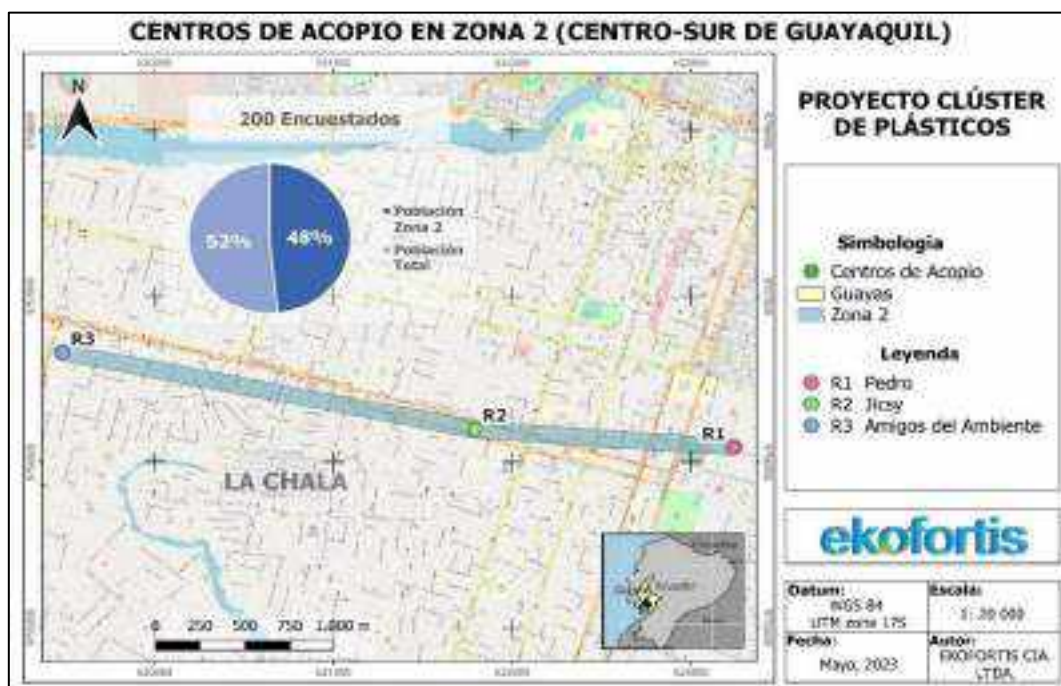 CENTROS DE ACOPIO EN ZONA 2 (CENTRO-SUR DE GUAYAQUIL)
N
200 Encuestados
52%
48%
Población
Zona 2
Población
Total
R3
R2
R1
LA CHALA
0 250 500 750 1,000 m
PROYECTO CLÚSTER
DE PLÁSTICOS
Simbología
Centros de Acopio
Guayas
Zona 2
Leyenda
R1 Pedro
R2 Jicsy
R3 Amigos del Ambiente
ekofortis
Datum:
WGS 84
UTM zona 17S
Escala:
1: 20 000
Fecha:
Mayo, 2023
Autor:
EKOFORTIS CIA.
LTDA.